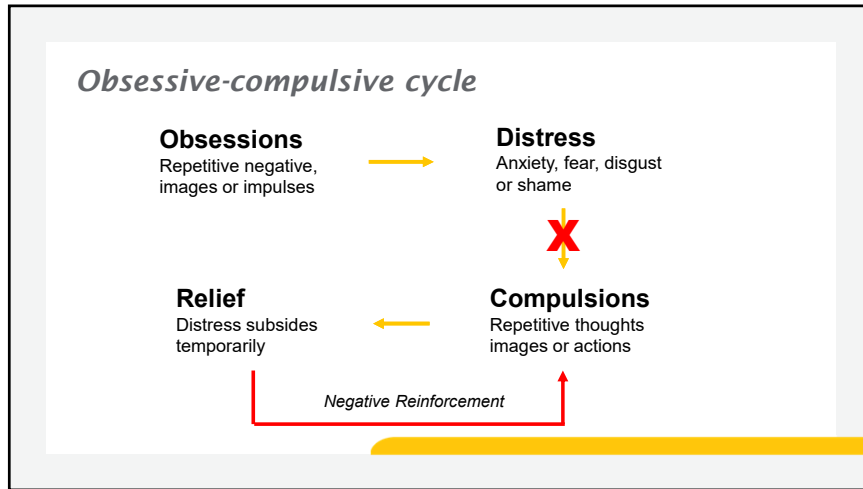 Obsessive-compulsive cycle
Obsessions
Repetitive negative,
images or impulses
Distress
Anxiety, fear, disgust
or shame
X
Relief
Distress subsides
temporarily
Compulsions
Repetitive thoughts
images or actions
Negative Reinforcement